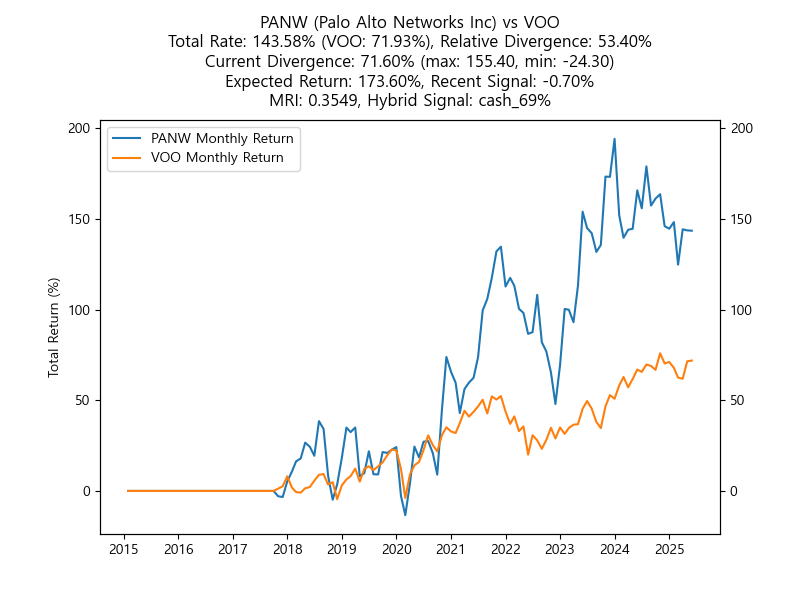 PANW (Palo Alto Networks Inc) vs VOO
Total Rate: 143.58% (VOO: 71.93%), Relative Divergence: 53.40%
Current Divergence: 71.60% (max: 155.40, min: -24.30)
Expected Return: 173.60%, Recent Signal: -0.70%
MRI: 0.3549, Hybrid Signal: cash_69%
PANW Monthly Return
VOO Monthly Return
Total Return (%)
200
150
100
50
0
200
150
100
50
0
2015 2016 2017 2018 2019 2020 2021 2022 2023 2024 2025